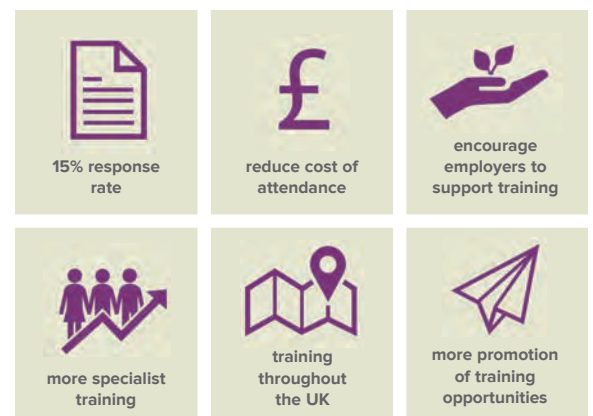 £
15% response
rate
reduce cost of
attendance
encourage
employers to
support training
more specialist
training
training
throughout
the UK
more promotion
of training
opportunities